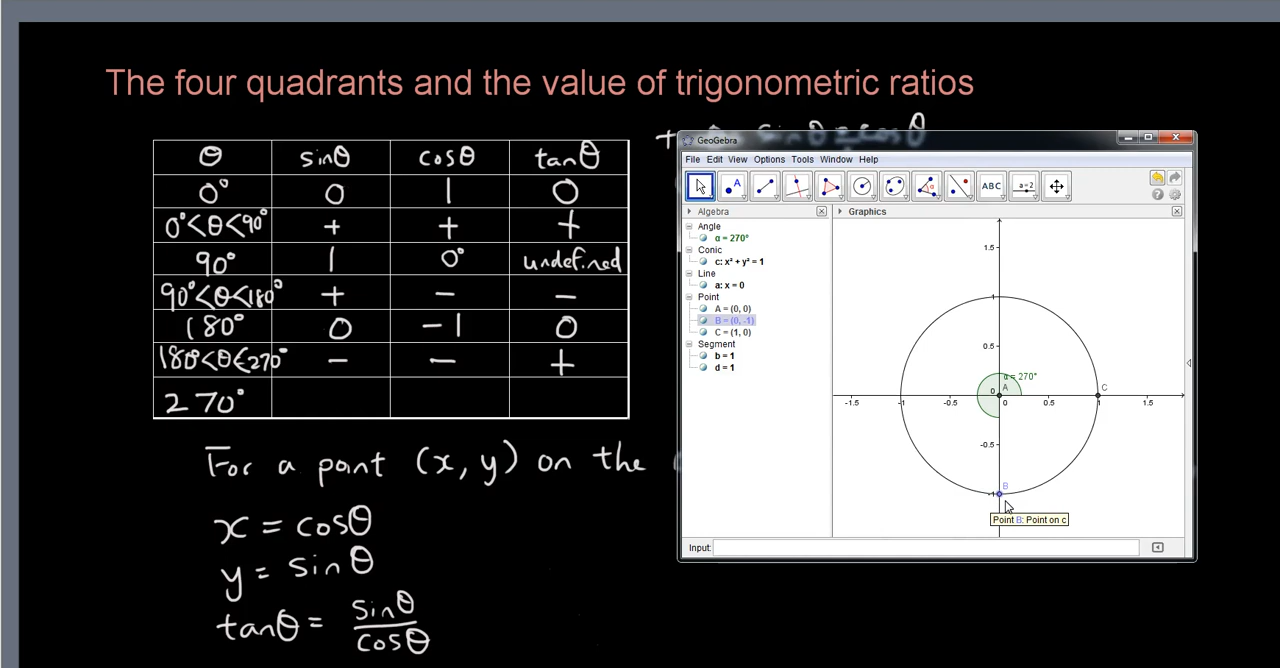 The four quadrants and the value of trigonometric ratios
θ sinθ cosθ tanθ
0° 0 1 0
0°<θ<90° + + +
90° 1 0° undefined
90°<θ<180° + - -
180° 0 -1 0
180°<θ<270° - - +
270°
For a point (x, y) on the
x = cosθ
y = sinθ
tanθ = sinθ
cosθ
sinθ = cosθ
GeoGebra
File Edit View Options Tools Window Help
A ABC a=2
Algebra
Angle
α = 270°
Conic
c: x² + y² = 1
Line
a: x = 0
Point
A = (0, 0)
B = (0, -1)
C = (1, 0)
Segment
b = 1
d = 1
Graphics
1.5
1
0.5
α = 270°
0 A C
-1.5 -1 -0.5 0 0.5 1 1.5
-0.5
B
-1
Point B: Point on c
Input: